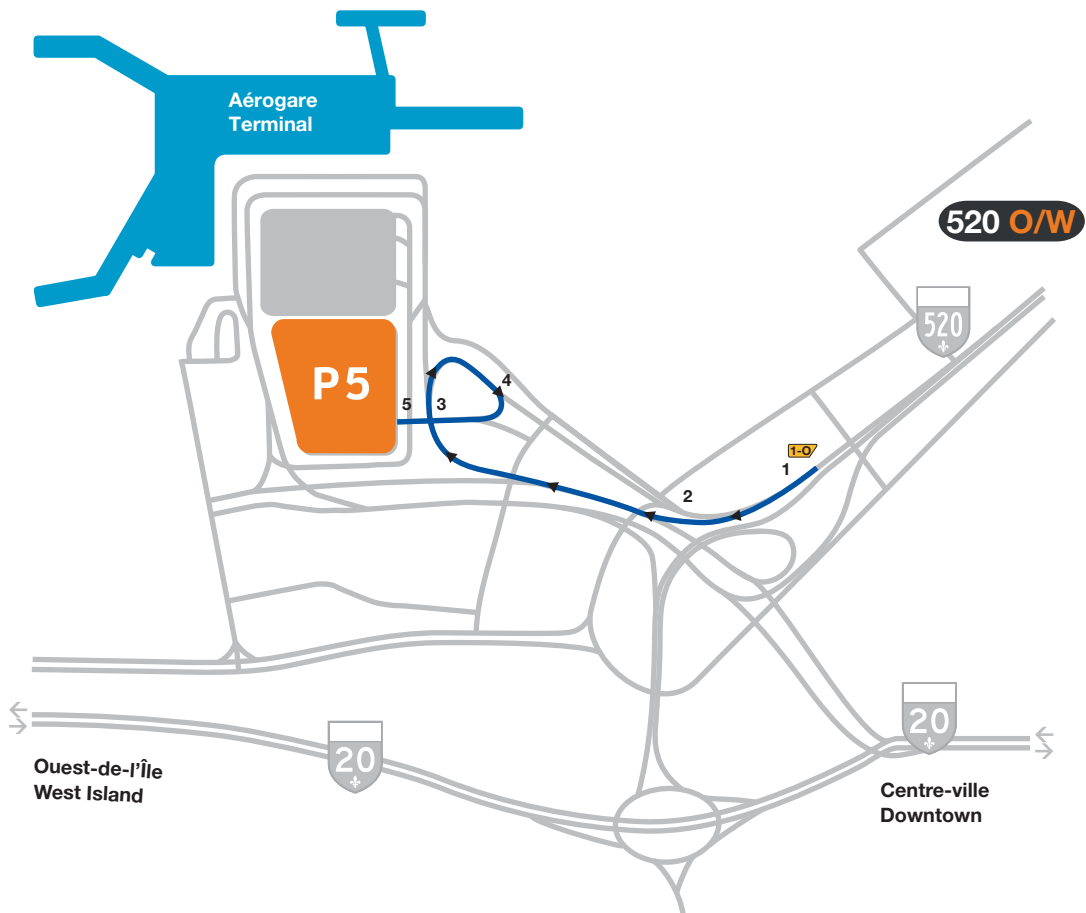 Aérogare
Terminal
520 O/W
520
P5
4
5
3
1-O
1
2
20
20
Ouest-de-l'Île
West Island
Centre-ville
Downtown